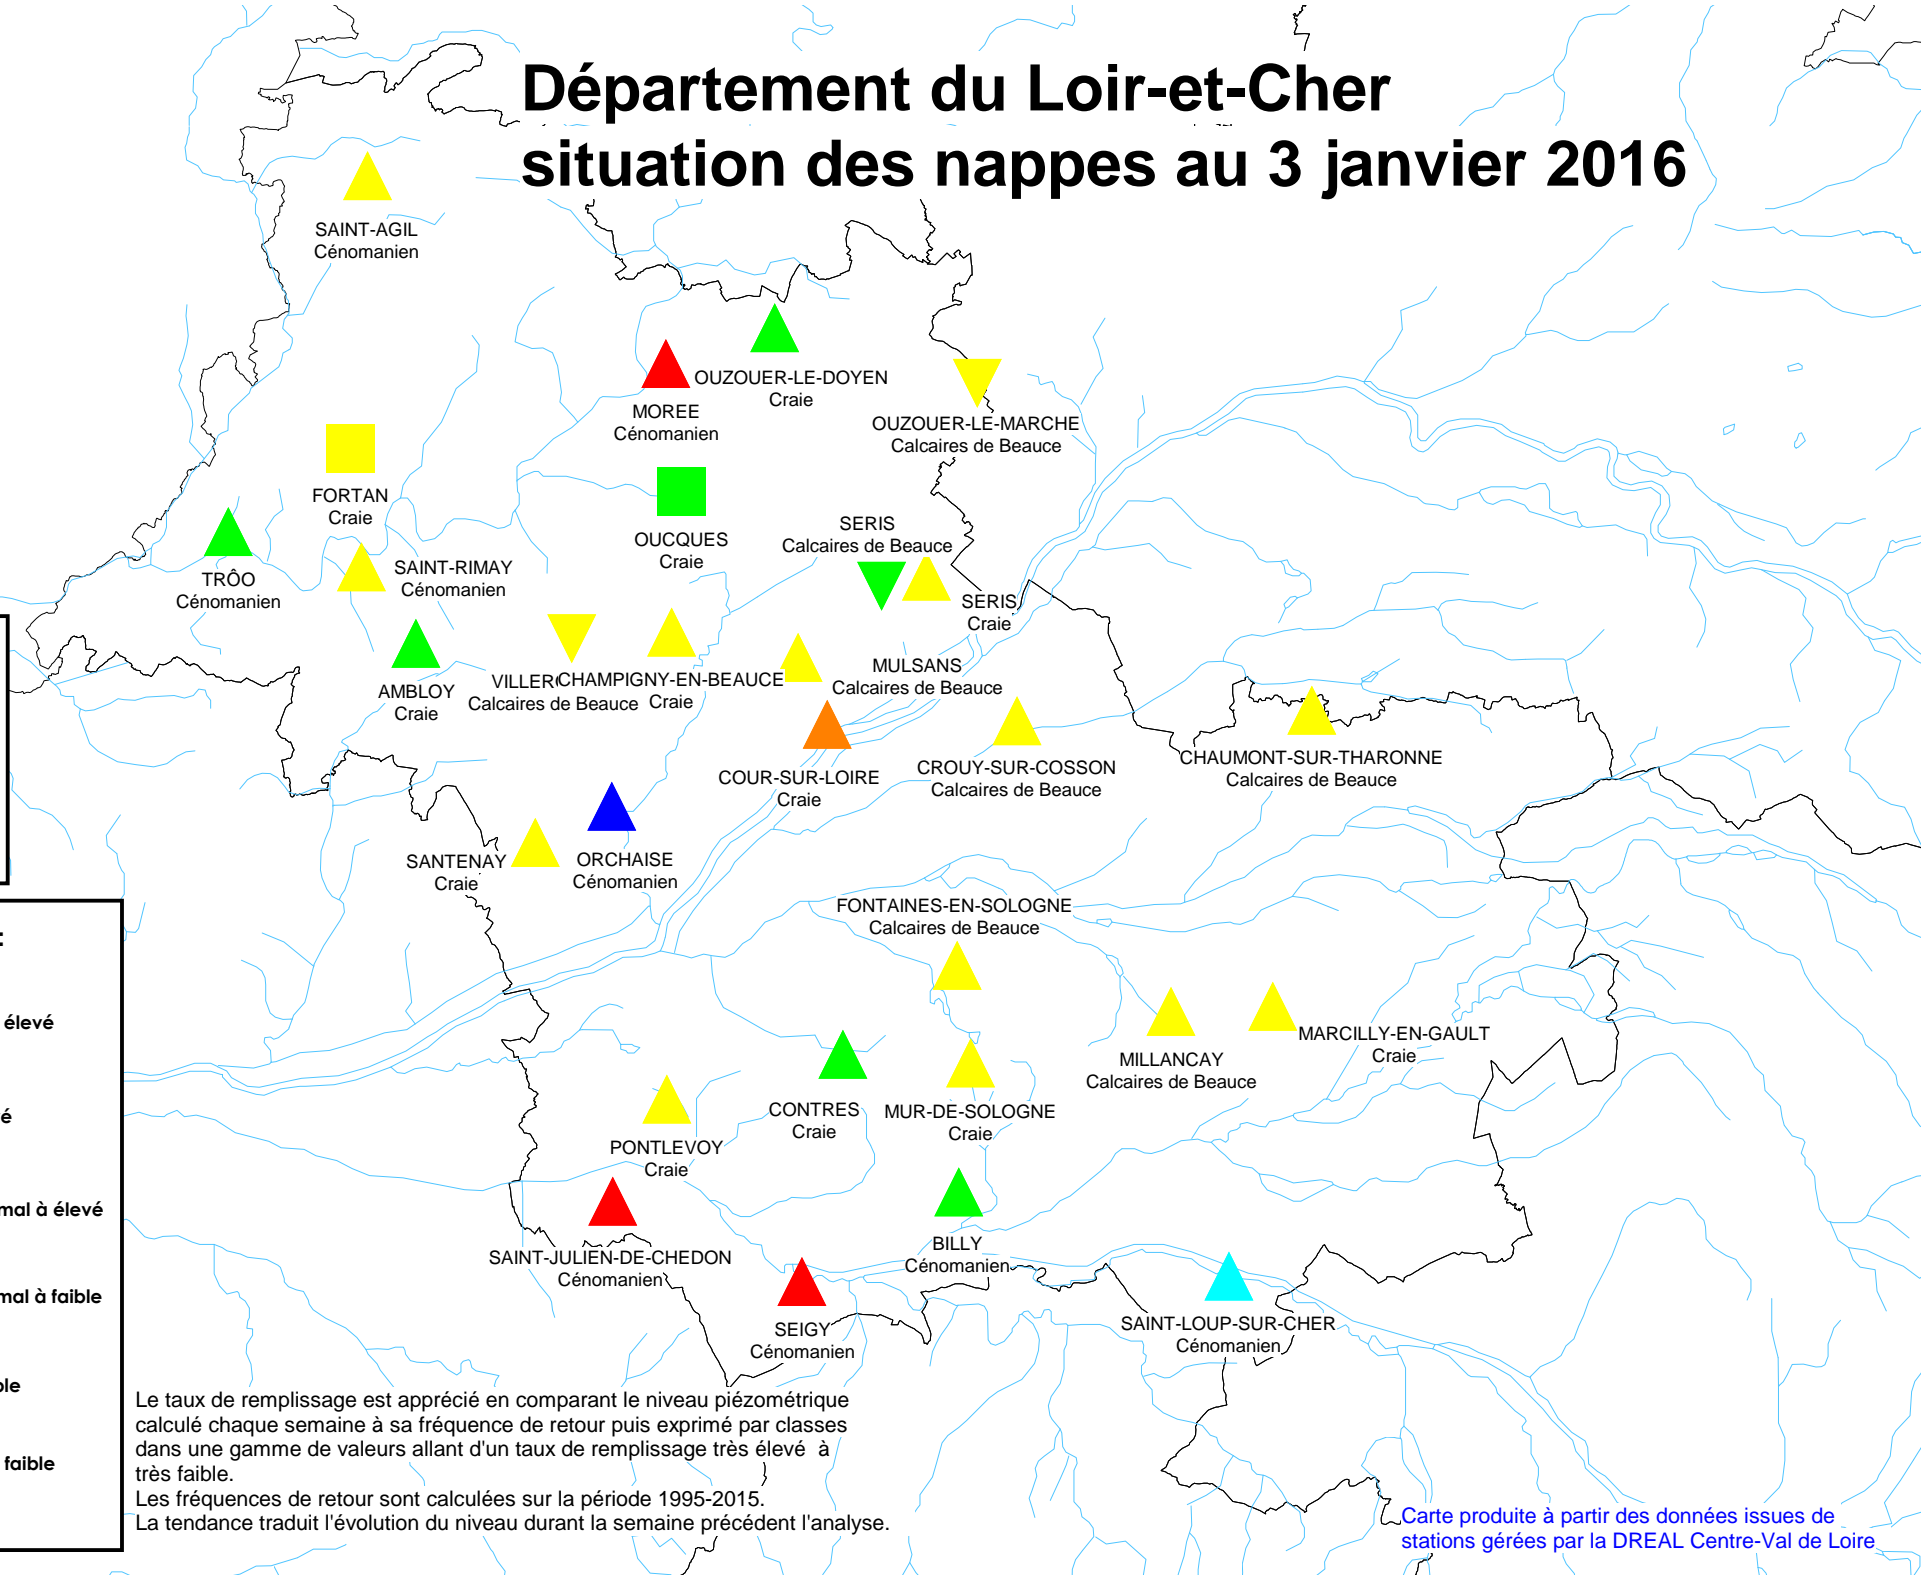 Département du Loir-et-Cher
situation des nappes au 3 janvier 2016
SAINT-AGIL
Cénomanien
OUZOUER-LE-DOYEN
Craie
MOREE
Cénomanien
OUZOUER-LE-MARCHE
Calcaires de Beauce
FORTAN
Craie
OUCQUES
Craie
SERIS
Calcaires de Beauce
TRÔO
Cénomanien
SAINT-RIMAY
Cénomanien
SERIS
Craie
AMBLOY
Craie
Calcaires de Beauce
CHAMPIGNY-EN-BEAUCE
Craie
MULSANS
Calcaires de Beauce
COUR-SUR-LOIRE
Craie
CROUY-SUR-COSSON
Calcaires de Beauce
CHAUMONT-SUR-THARONNE
Calcaires de Beauce
SANTENAY
Craie
ORCHAISE
Cénomanien
FONTAINES-EN-SOLOGNE
Calcaires de Beauce
:
élevé
MILLANCAY
Calcaires de Beauce
MARCILLY-EN-GAULT
Craie
CONTRES
Craie
MUR-DE-SOLOGNE
Craie
PONTLEVOY
Craie
mal à élevé
SAINT-JULIEN-DE-CHEDON
Cénomanien
BILLY
Cénomanien
mal à faible
SEIGY
Cénomanien
SAINT-LOUP-SUR-CHER
Cénomanien
faible
Le taux de remplissage est apprécié en comparant le niveau piézométrique
calculé chaque semaine à sa fréquence de retour puis exprimé par classes
dans une gamme de valeurs allant d'un taux de remplissage très élevé à
très faible.
Les fréquences de retour sont calculées sur la période 1995-2015.
La tendance traduit l'évolution du niveau durant la semaine précédent l'analyse.
Carte produite à partir des données issues de
stations gérées par la DREAL Centre-Val de Loire